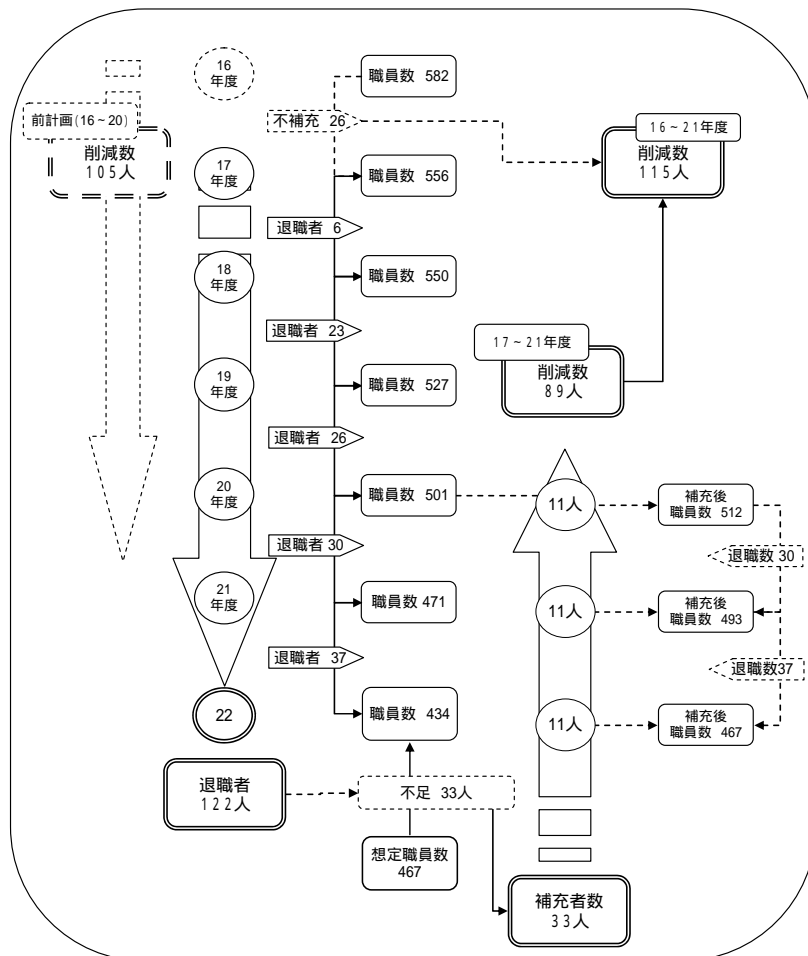 16
年度
職員数 582
前計画(16~20)
削減数
105人
不補充 26
16~21年度
削減数
115人
17
年度
職員数 556
退職者 6
18
年度
職員数 550
退職者 23
17~21年度
削減数
89人
19
年度
職員数 527
退職者 26
20
年度
職員数 501
11人
補充後
職員数 512
退職者 30
退職数 30
21
年度
職員数 471
11人
補充後
職員数 493
退職者 37
退職数37
22
職員数 434
11人
補充後
職員数 467
退職者
122人
不足 33人
想定職員数
467
補充者数
33人